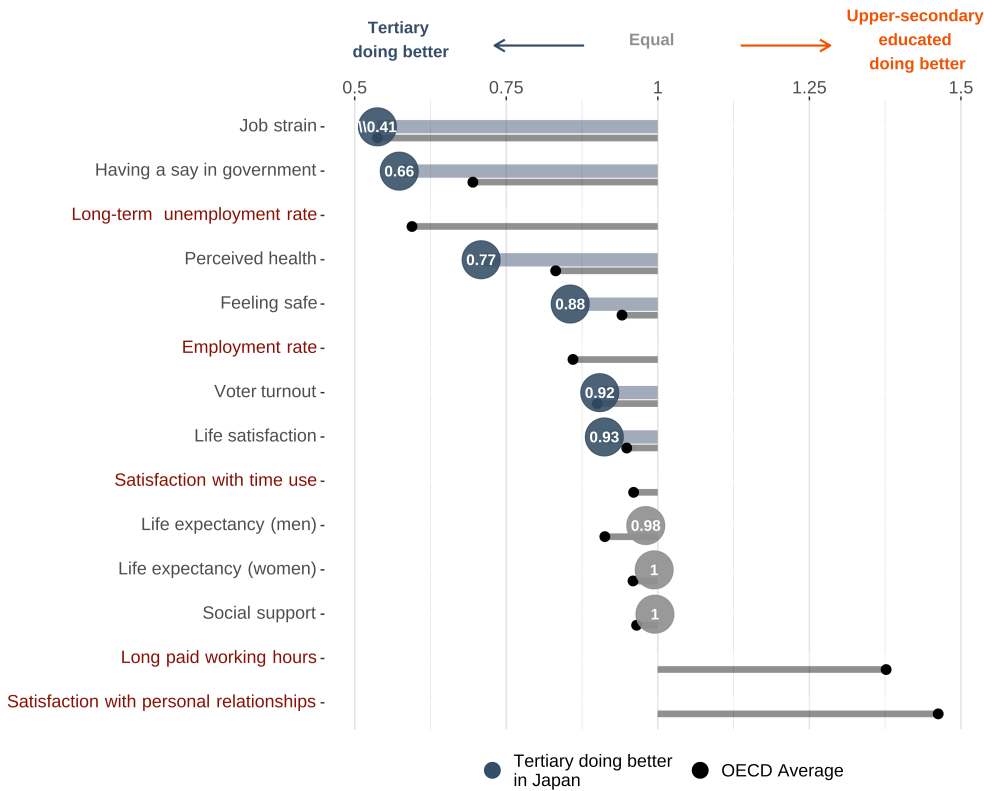 Tertiary
doing better
Equal
Upper-secondary
educated
doing better
0.5 0.75 1 1.25 1.5
Job strain
\\0.41
Having a say in government
0.66
Long-term unemployment rate
Perceived health
0.77
Feeling safe
0.88
Employment rate
Voter turnout
0.92
Life satisfaction
0.93
Satisfaction with time use
Life expectancy (men)
0.98
Life expectancy (women)
1
Social support
1
Long paid working hours
Satisfaction with personal relationships
Tertiary doing better
in Japan
OECD Average